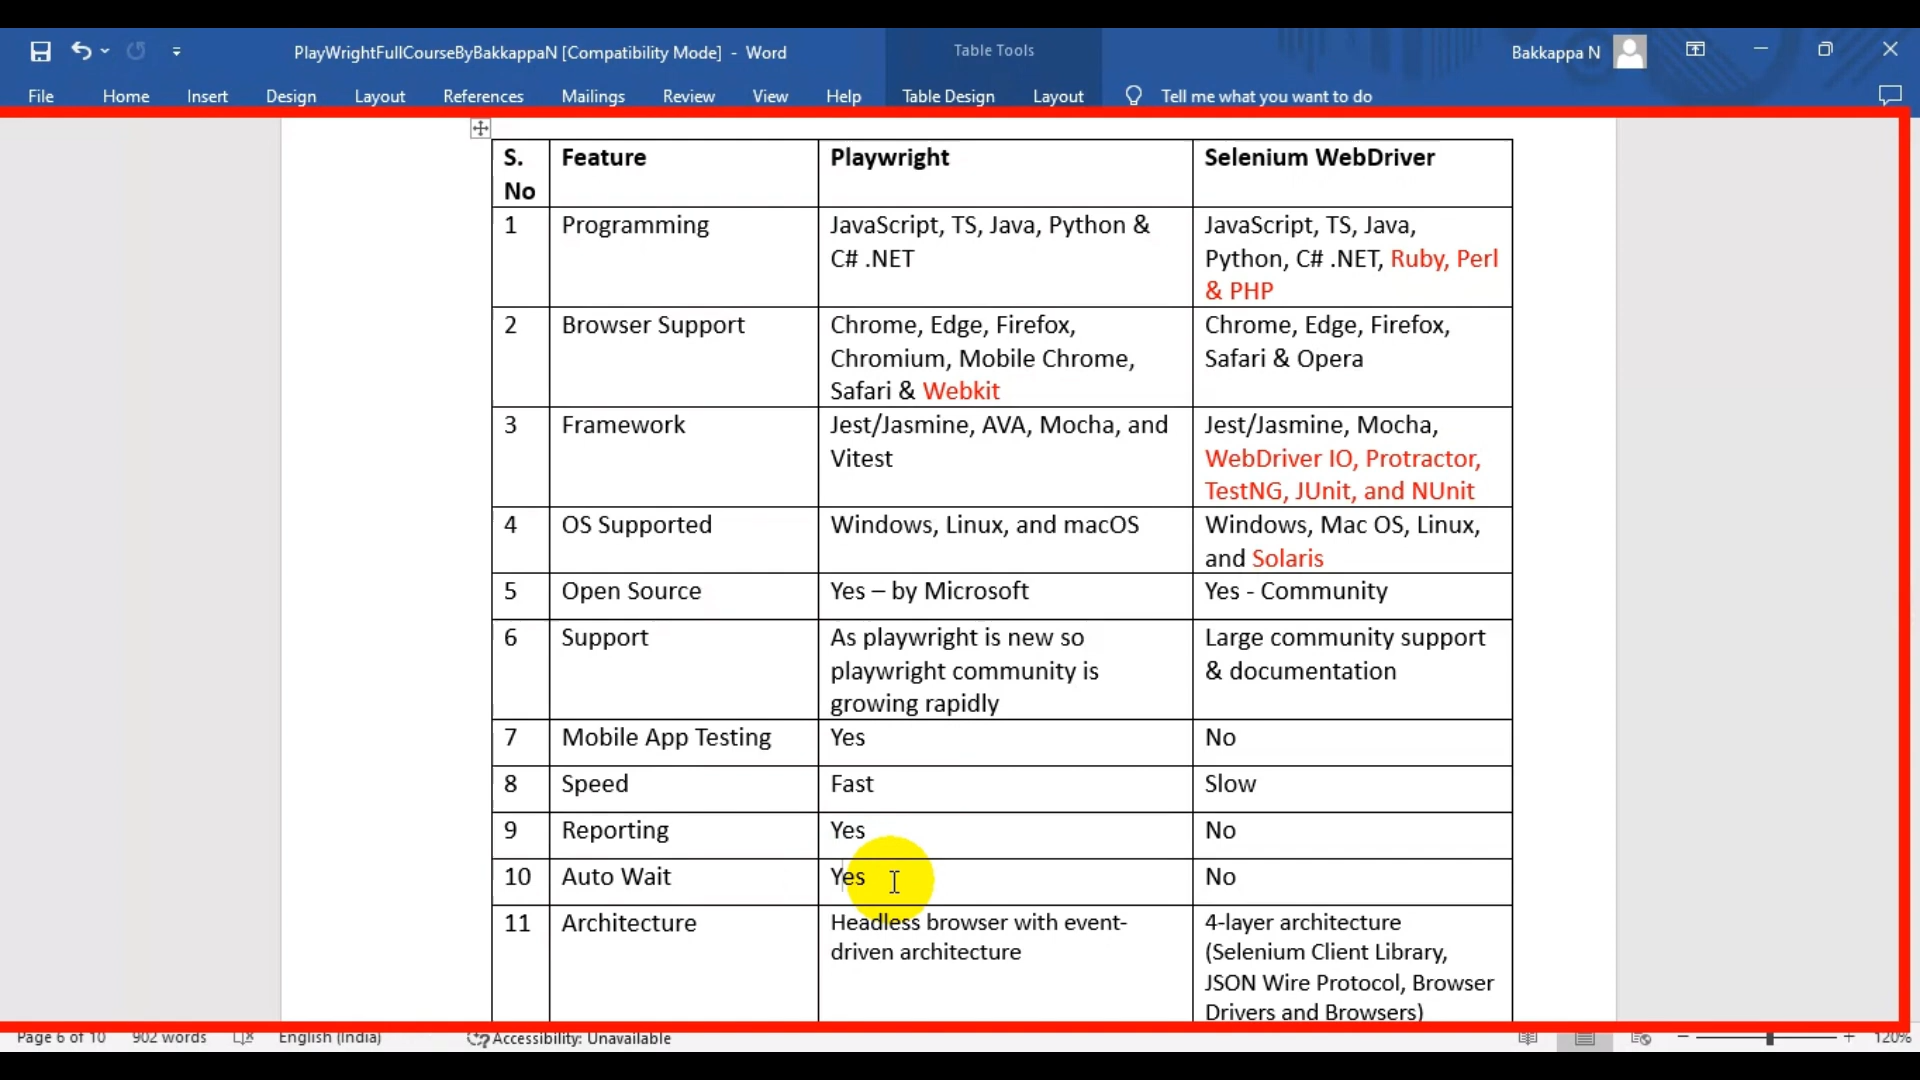 PlayWrightFullCourseByBakkappaN [Compatibility Mode] - Word
Table Tools
Bakkappa N
File Home Insert Design Layout References Mailings Review View Help Table Design Layout Tell me what you want to do
S. No Feature Playwright Selenium WebDriver
1 Programming JavaScript, TS, Java, Python & JavaScript, TS, Java,
C# .NET Python, C# .NET, Ruby, Perl
& PHP
2 Browser Support Chrome, Edge, Firefox, Chrome, Edge, Firefox,
Chromium, Mobile Chrome, Safari & Opera
Safari & Webkit
3 Framework Jest/Jasmine, AVA, Mocha, and Jest/Jasmine, Mocha,
Vitest WebDriver IO, Protractor,
TestNG, JUnit, and NUnit
4 OS Supported Windows, Linux, and macOS Windows, Mac OS, Linux,
and Solaris
5 Open Source Yes – by Microsoft Yes - Community
6 Support As playwright is new so Large community support
playwright community is & documentation
growing rapidly
7 Mobile App Testing Yes No
8 Speed Fast Slow
9 Reporting Yes No
10 Auto Wait Yes No
11 Architecture Headless browser with event- 4-layer architecture
driven architecture (Selenium Client Library,
JSON Wire Protocol, Browser
Drivers and Browsers)
Page 6 of 10 902 words English (India) Accessibility: Unavailable 120%